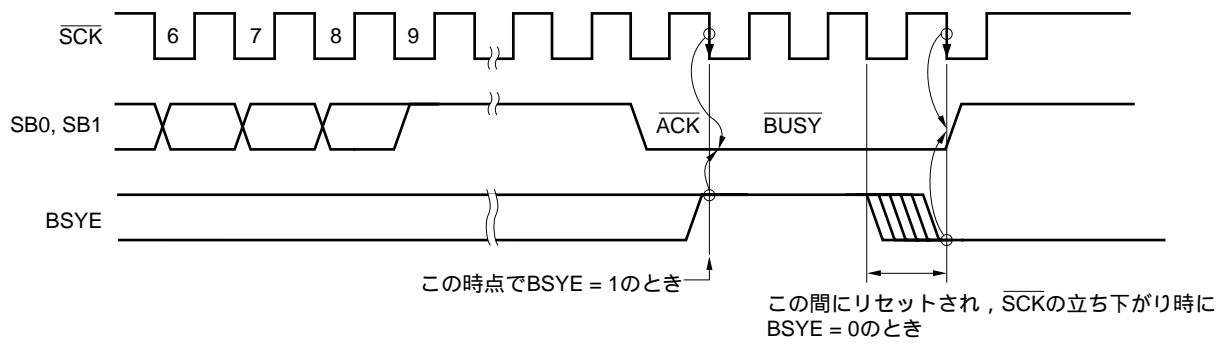 SCK
6 7 8 9
SB0, SB1
ACK
BUSY
BSYE
この時点でBSYE = 1のとき
この間にリセットされ，SCKの立ち下がり時に
BSYE = 0のとき